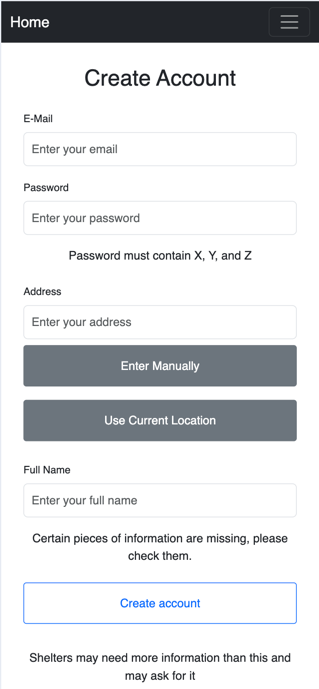 Home
Create Account
E-Mail
Enter your email
Password
Enter your password
Password must contain X, Y, and Z
Address
Enter your address
Enter Manually
Use Current Location
Full Name
Enter your full name
Certain pieces of information are missing, please
check them.
Create account
Shelters may need more information than this and
may ask for it